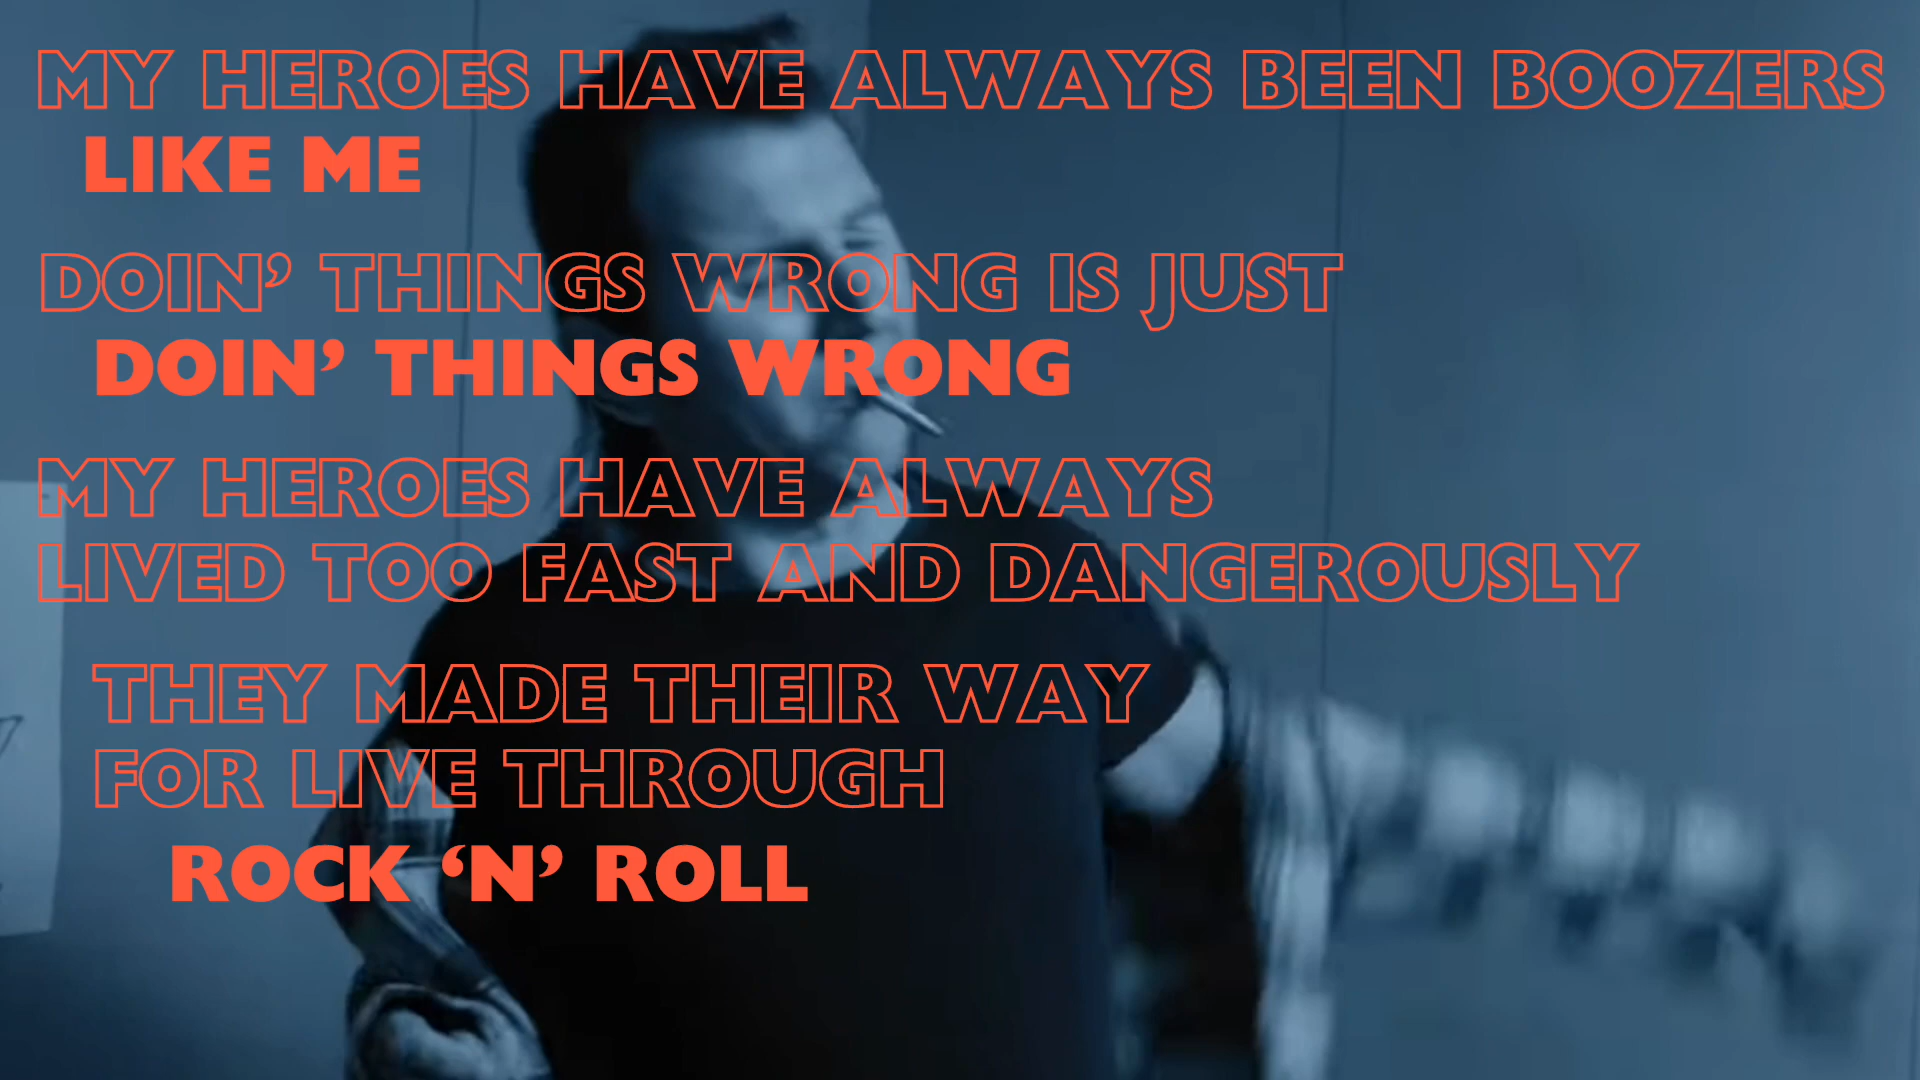 MY HEROES HAVE ALWAYS BEEN BOOZERS
LIKE ME
DOIN’ THINGS WRONG IS JUST
DOIN’ THINGS WRONG
MY HEROES HAVE ALWAYS
LIVED TOO FAST AND DANGEROUSLY
THEY MADE THEIR WAY
FOR LIVE THROUGH
ROCK ‘N’ ROLL